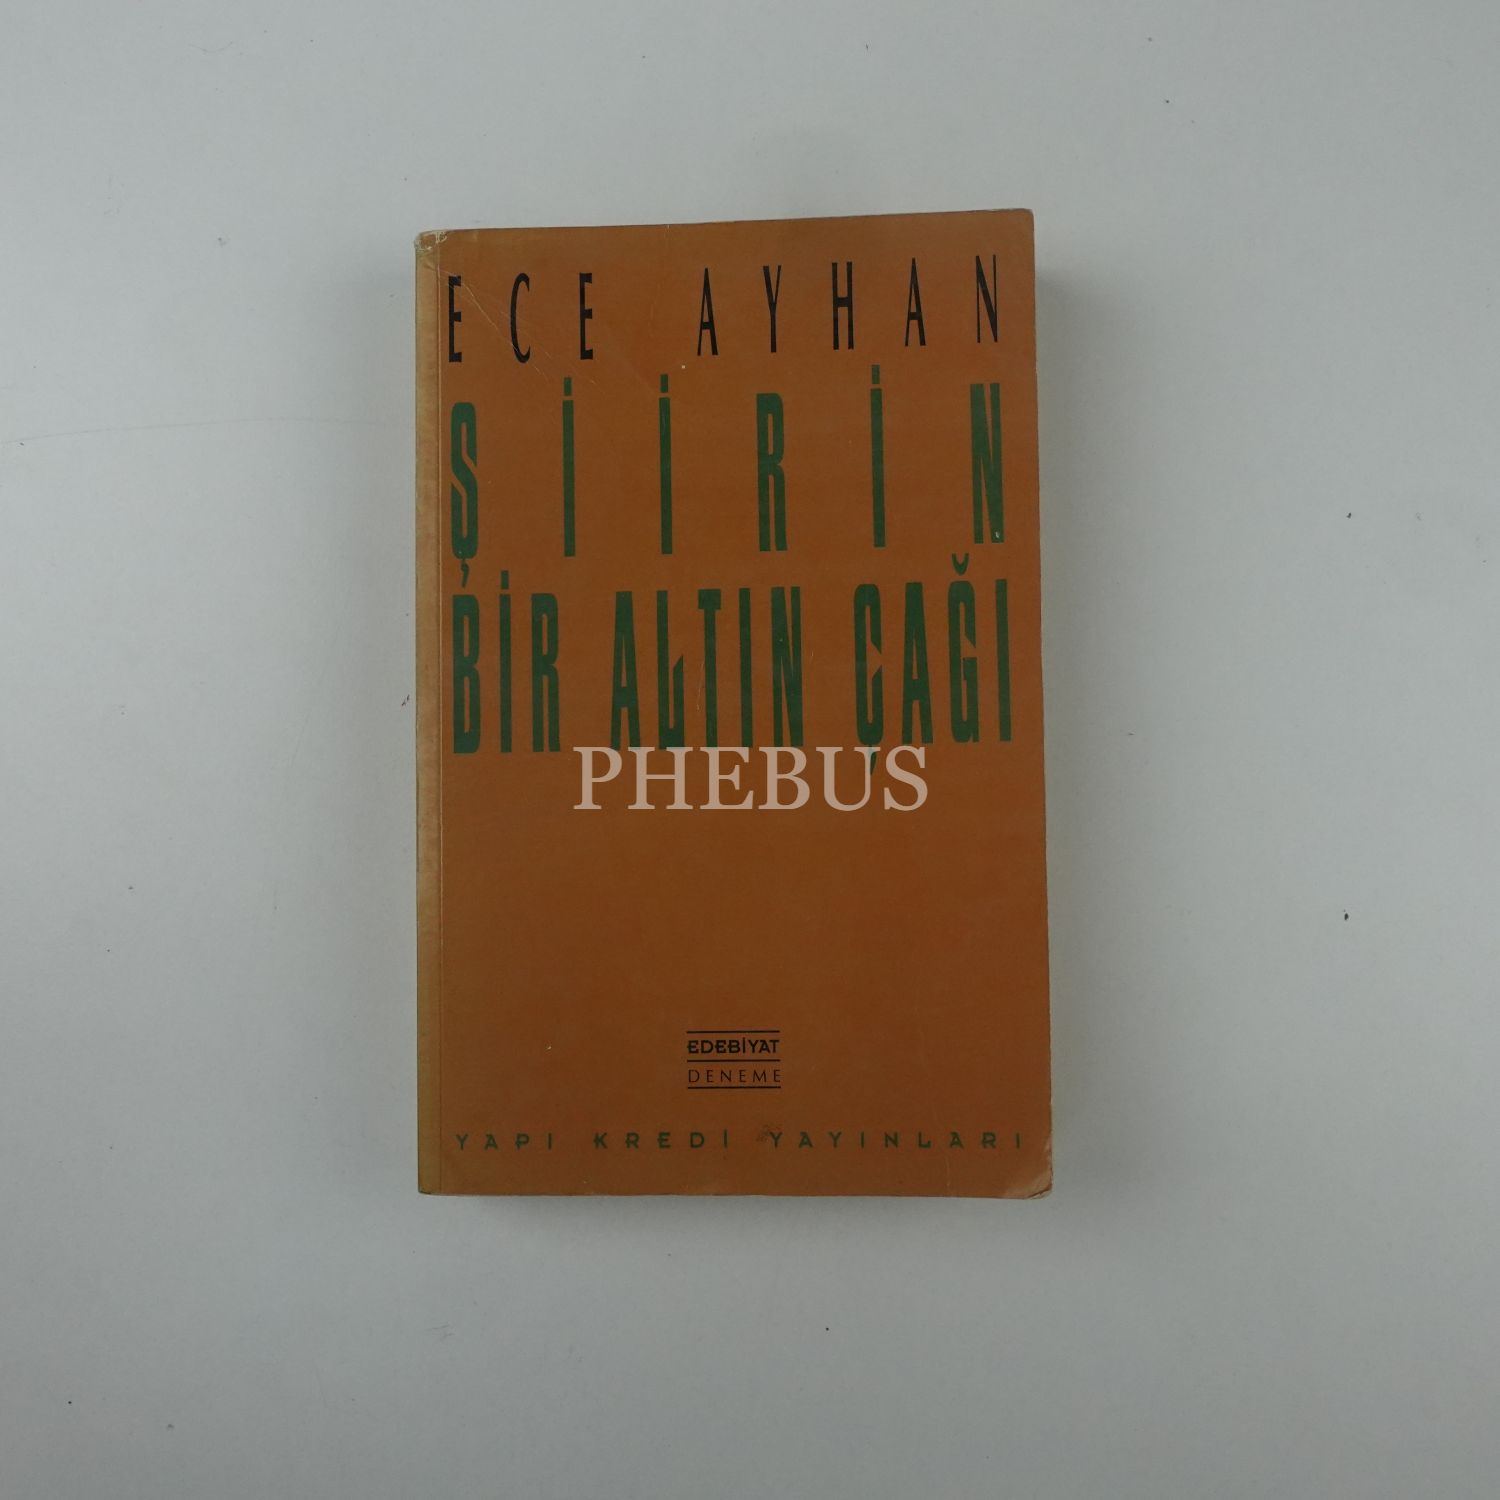 ECE AYHAN
ŞİİRİN
BİR ALTIN ÇAĞI
PHEBUS
EDEBİYAT
DENEME
YAPI KREDİ YAYINLARI